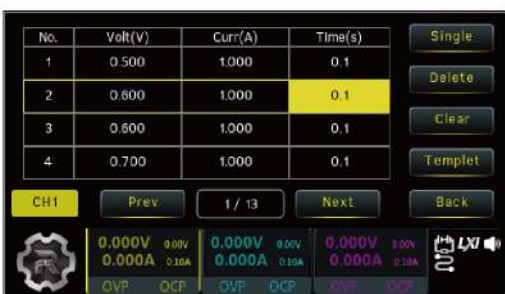 No. Volt(V) Curr(A) Time(s) Single
1 0.500 1.000 0.1
Delete
2 0.600 1.000 0.1
Clear
3 0.600 1.000 0.1
4 0.700 1.000 0.1 Templet
CH1 Prev 1 / 13 Next Back
0.000V 0.00V 0.000V 0.00V 0.000V 0.00V
0.000A 0.10A 0.000A 0.10A 0.000A 0.10A LXI
OVP OCP OVP OCP OVP OCP